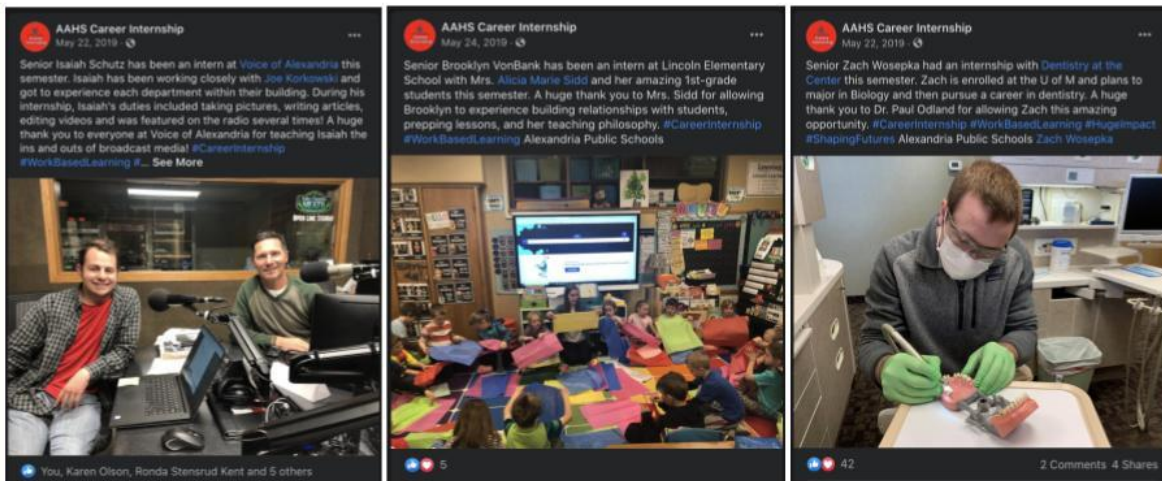 AAHS Career Internship
May 22, 2019
Senior Isaiah Schutz has been an intern at Voice of Alexandria this
semester. Isaiah has been working closely with Joe Korkowski and
got to experience each department within their building. During his
internship, Isaiah's duties included taking pictures, writing articles,
editing videos and was featured on the radio several times! A huge
thank you to everyone at Voice of Alexandria for teaching Isaiah the
ins and outs of broadcast media! #CareerInternship
#WorkBasedLearning #... See More
OPEN LINE STUDIO
You, Karen Olson, Ronda Stensrud Kent and 5 others
AAHS Career Internship
May 24, 2019
Senior Brooklyn VonBank has been an intern at Lincoln Elementary
School with Mrs. Alicia Marie Sidd and her amazing 1st-grade
students this semester. A huge thank you to Mrs. Sidd for allowing
Brooklyn to experience building relationships with students,
prepping lessons, and her teaching philosophy. #CareerInternship
#WorkBasedLearning Alexandria Public Schools
5
AAHS Career Internship
May 22, 2019
Senior Zach Wosepka had an internship with Dentistry at the
Center this semester. Zach is enrolled at the U of M and plans to
major in Biology and then pursue a career in dentistry. A huge
thank you to Dr. Paul Odland for allowing Zach this amazing
opportunity. #CareerInternship #WorkBasedLearning #HugeImpact
#ShapingFutures Alexandria Public Schools Zach Wosepka
42
2 Comments 4 Shares